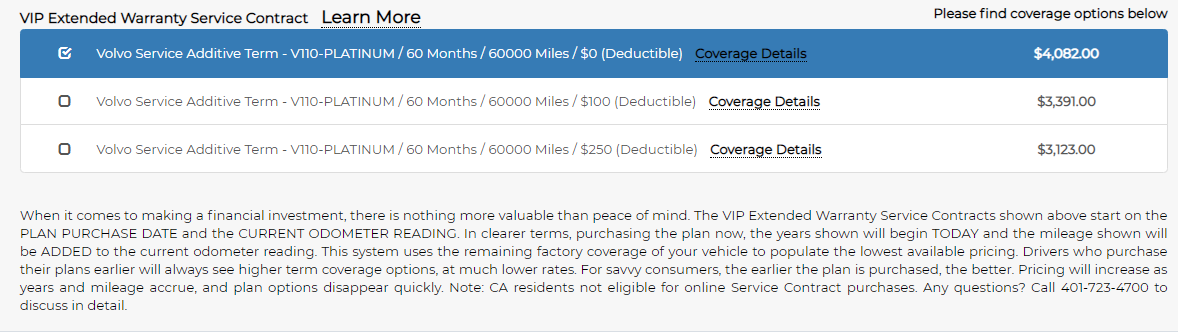 VIP Extended Warranty Service Contract Learn More Please find coverage options below
Volvo Service Additive Term - V110-PLATINUM / 60 Months / 60000 Miles / $0 (Deductible) Coverage Details $4,082.00
Volvo Service Additive Term - V110-PLATINUM / 60 Months / 60000 Miles / $100 (Deductible) Coverage Details $3,391.00
Volvo Service Additive Term - V110-PLATINUM / 60 Months / 60000 Miles / $250 (Deductible) Coverage Details $3,123.00
When it comes to making a financial investment, there is nothing more valuable than peace of mind. The VIP Extended Warranty Service Contracts shown above start on the
PLAN PURCHASE DATE and the CURRENT ODOMETER READING. In clearer terms, purchasing the plan now, the years shown will begin TODAY and the mileage shown will
be ADDED to the current odometer reading. This system uses the remaining factory coverage of your vehicle to populate the lowest available pricing. Drivers who purchase
their plans earlier will always see higher term coverage options, at much lower rates. For savvy consumers, the earlier the plan is purchased, the better. Pricing will increase as
years and mileage accrue, and plan options disappear quickly. Note: CA residents not eligible for online Service Contract purchases. Any questions? Call 401-723-4700 to
discuss in detail.